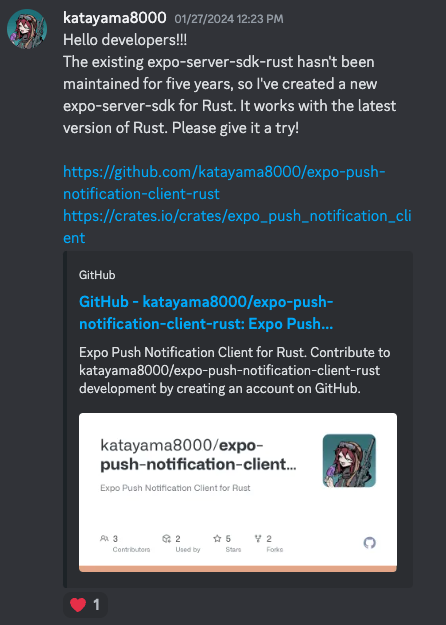 katayama8000 01/27/2024 12:23 PM
Hello developers!!!
The existing expo-server-sdk-rust hasn't been
maintained for five years, so I've created a new
expo-server-sdk for Rust. It works with the latest
version of Rust. Please give it a try!
https://github.com/katayama8000/expo-push-
notification-client-rust
https://crates.io/crates/expo_push_notification_cli
ent
GitHub
GitHub - katayama8000/expo-push-
notification-client-rust: Expo Push...
Expo Push Notification Client for Rust. Contribute to
katayama8000/expo-push-notification-client-rust
development by creating an account on GitHub.
katayama8000/expo-
push-notification-client...
Expo Push Notification Client for Rust
3 2 5 2
Contributors Used by Stars Forks
1